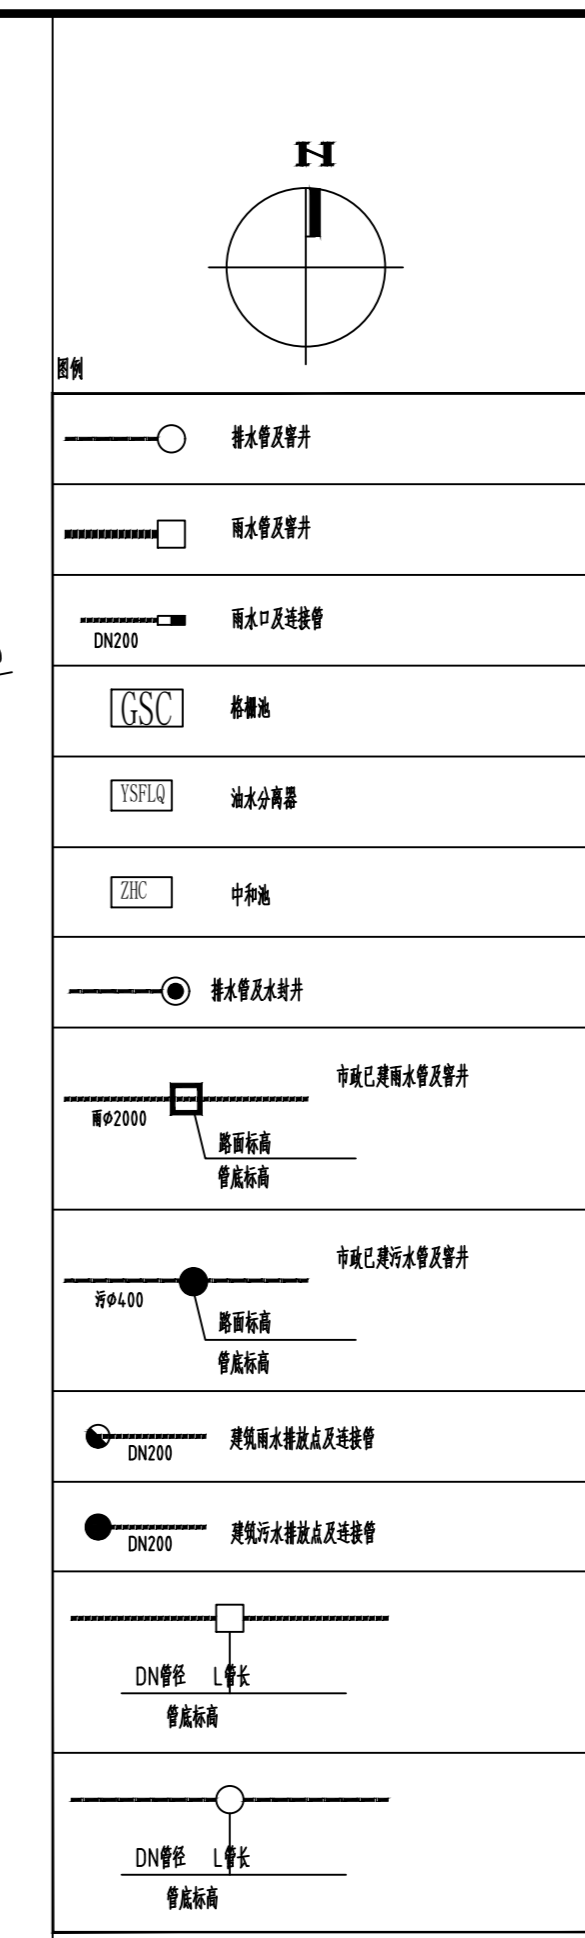 N
图例
排水管及窨井
雨水管及窨井
雨水口及连接管
DN200
GSC
格栅池
YSFLQ
油水分离器
ZHC
中和池
排水管及水封井
市政已建雨水管及窨井
雨Φ2000
路面标高
管底标高
市政已建污水管及窨井
污Φ400
路面标高
管底标高
建筑雨水排放点及连接管
DN200
建筑污水排放点及连接管
DN200
DN管径 L管长
管底标高
DN管径 L管长
管底标高